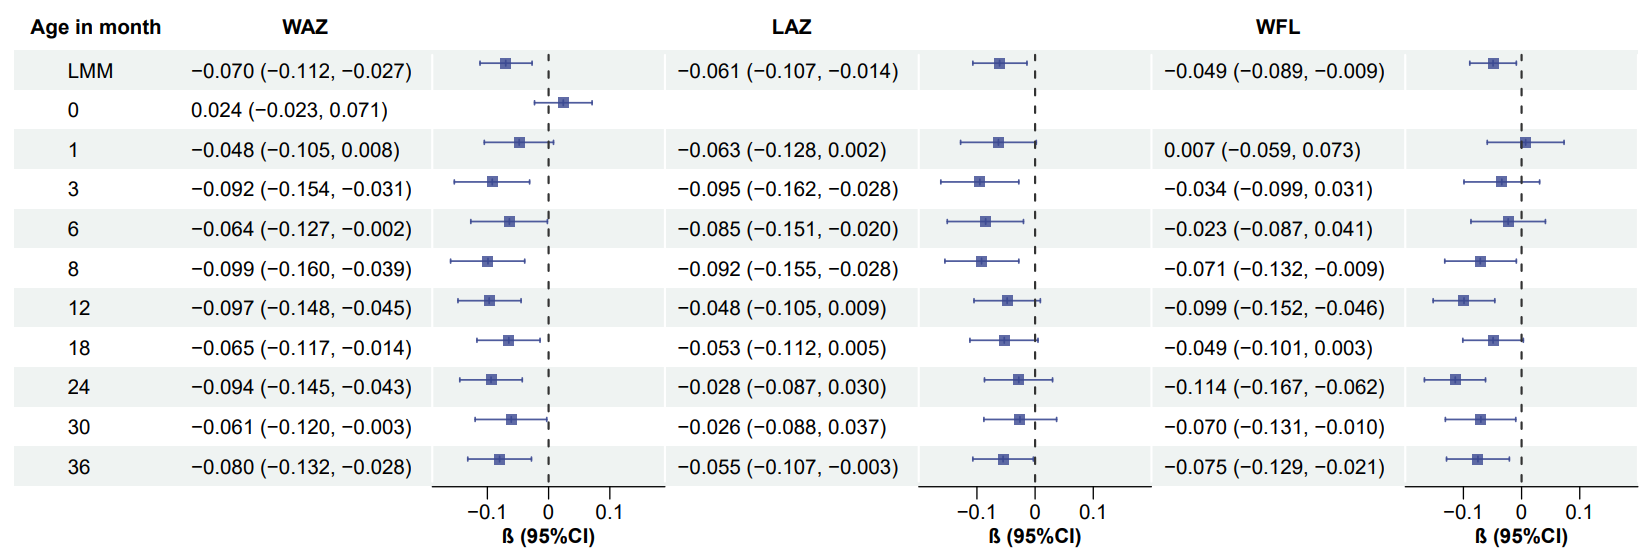 Age in month WAZ LAZ WFL
LMM −0.070 (−0.112, −0.027) −0.061 (−0.107, −0.014) −0.049 (−0.089, −0.009)
0 0.024 (−0.023, 0.071)
1 −0.048 (−0.105, 0.008) −0.063 (−0.128, 0.002) 0.007 (−0.059, 0.073)
3 −0.092 (−0.154, −0.031) −0.095 (−0.162, −0.028) −0.034 (−0.099, 0.031)
6 −0.064 (−0.127, −0.002) −0.085 (−0.151, −0.020) −0.023 (−0.087, 0.041)
8 −0.099 (−0.160, −0.039) −0.092 (−0.155, −0.028) −0.071 (−0.132, −0.009)
12 −0.097 (−0.148, −0.045) −0.048 (−0.105, 0.009) −0.099 (−0.152, −0.046)
18 −0.065 (−0.117, −0.014) −0.053 (−0.112, 0.005) −0.049 (−0.101, 0.003)
24 −0.094 (−0.145, −0.043) −0.028 (−0.087, 0.030) −0.114 (−0.167, −0.062)
30 −0.061 (−0.120, −0.003) −0.026 (−0.088, 0.037) −0.070 (−0.131, −0.010)
36 −0.080 (−0.132, −0.028) −0.055 (−0.107, −0.003) −0.075 (−0.129, −0.021)
−0.1 0 0.1 −0.1 0 0.1 −0.1 0 0.1
ß (95%CI) ß (95%CI) ß (95%CI)